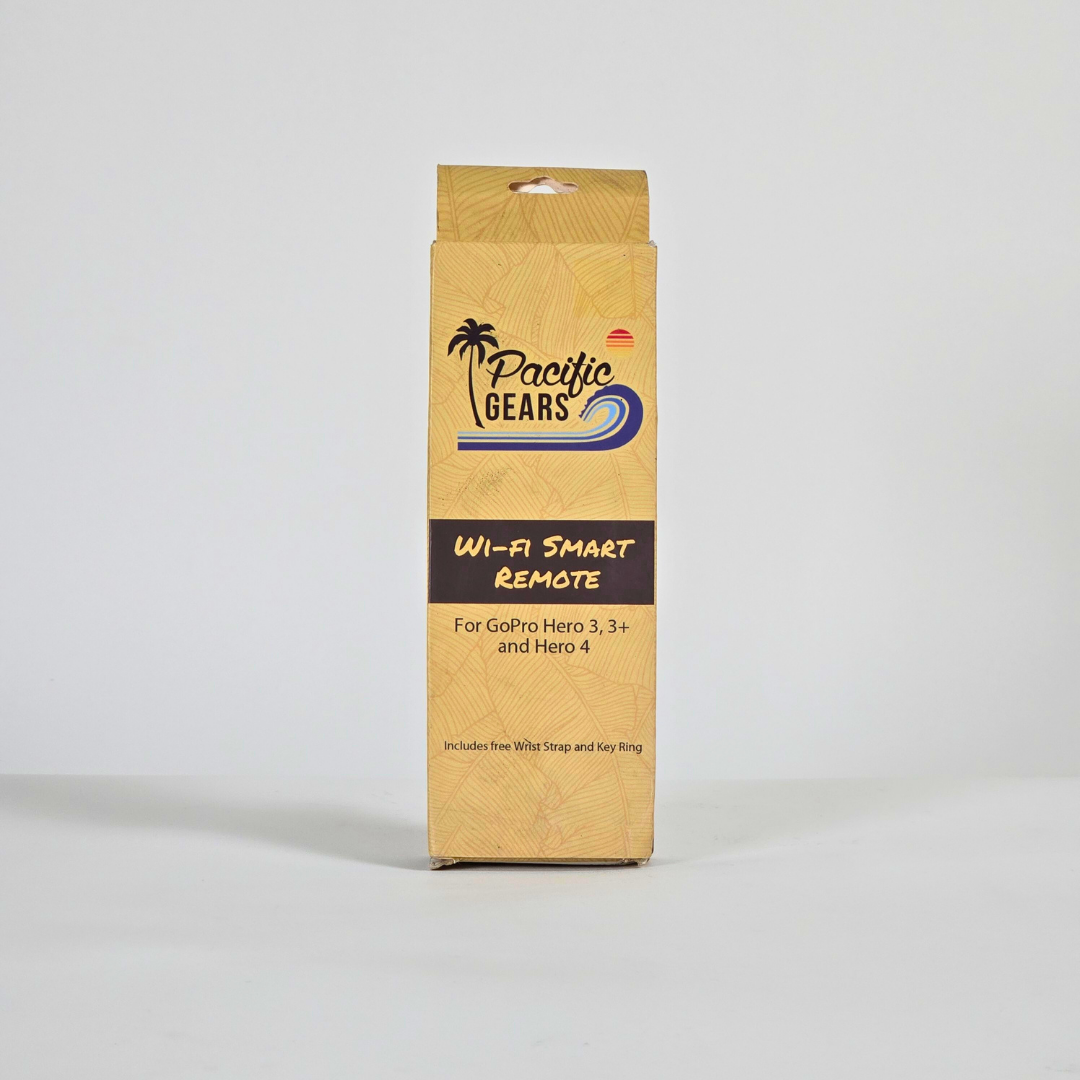 Pacific
GEARS
Wi-fi Smart
Remote
For GoPro Hero 3, 3+
and Hero 4
Includes free Wrist Strap and Key Ring